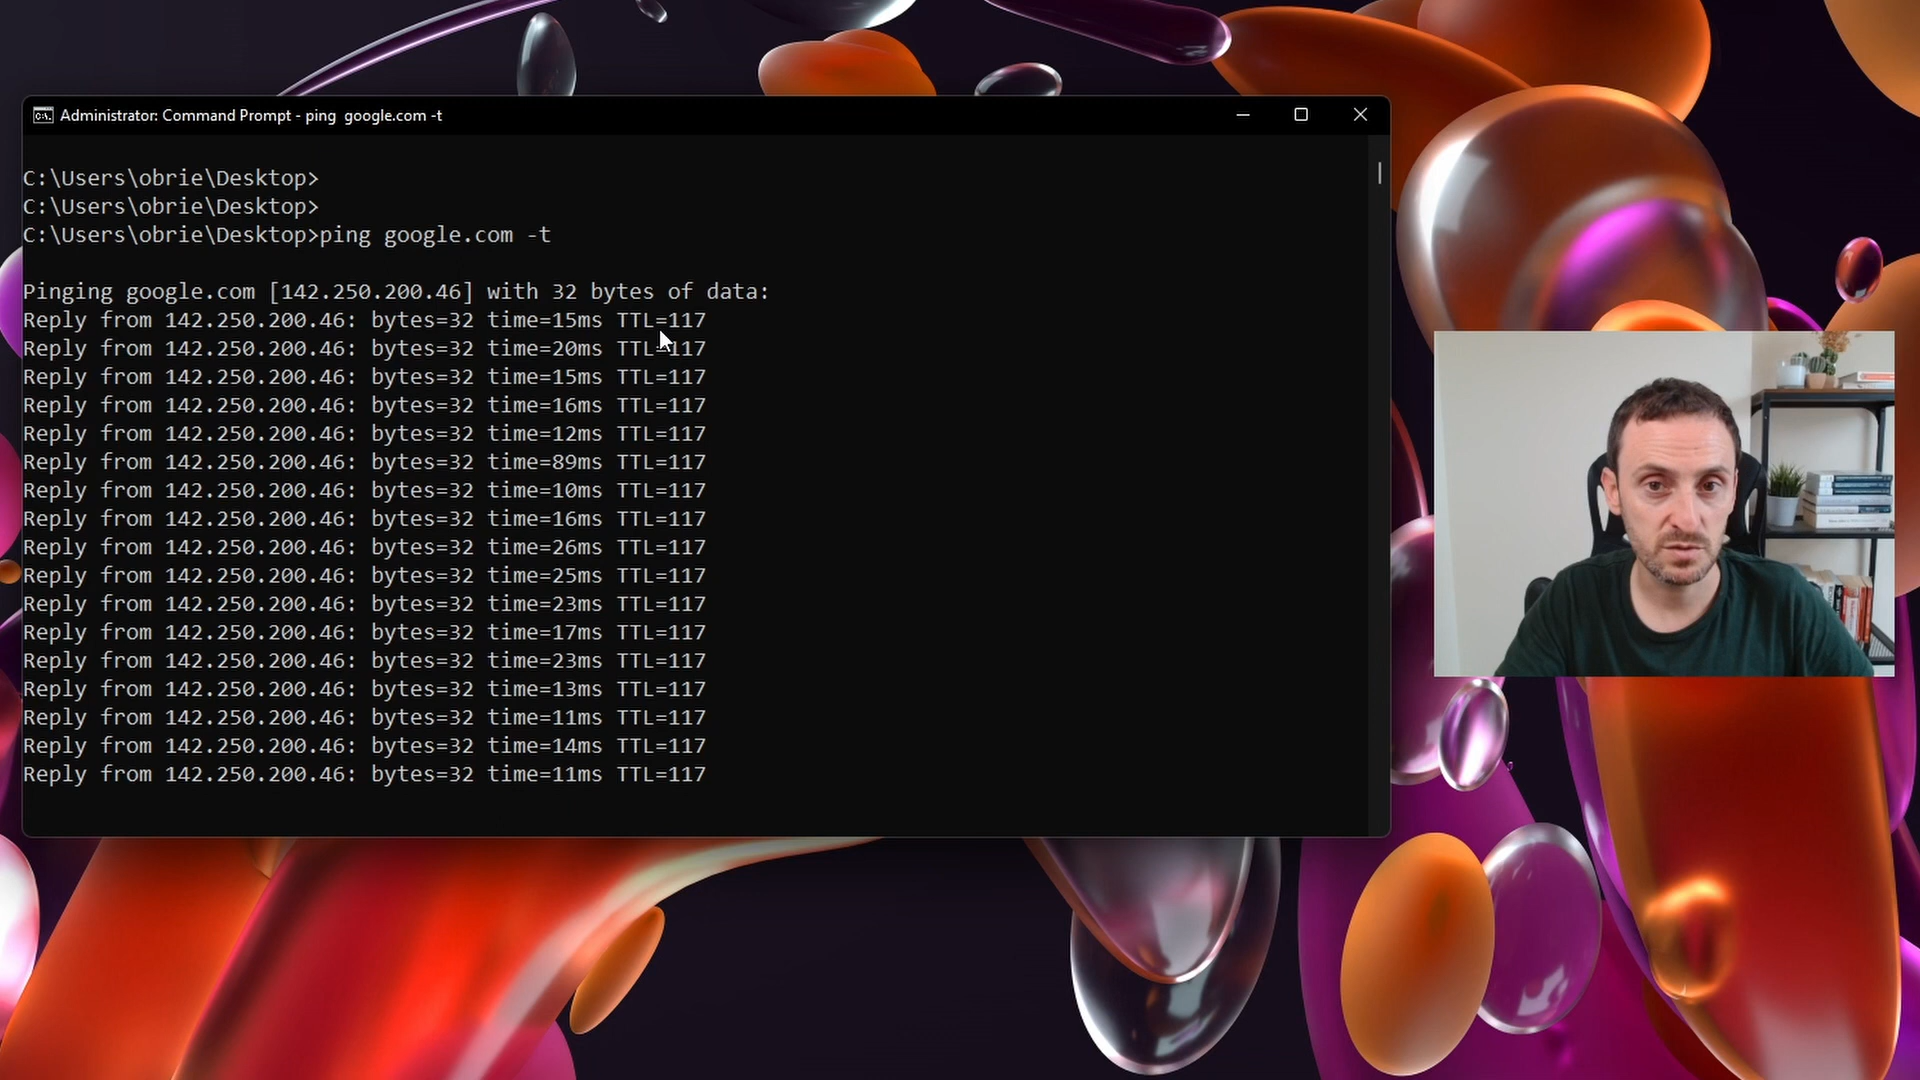 Administrator: Command Prompt - ping  google.com -t
C:\Users\obrie\Desktop>
C:\Users\obrie\Desktop>
C:\Users\obrie\Desktop>ping google.com -t
Pinging google.com [142.250.200.46] with 32 bytes of data:
Reply from 142.250.200.46: bytes=32 time=15ms TTL=117
Reply from 142.250.200.46: bytes=32 time=20ms TTL=117
Reply from 142.250.200.46: bytes=32 time=15ms TTL=117
Reply from 142.250.200.46: bytes=32 time=16ms TTL=117
Reply from 142.250.200.46: bytes=32 time=12ms TTL=117
Reply from 142.250.200.46: bytes=32 time=89ms TTL=117
Reply from 142.250.200.46: bytes=32 time=10ms TTL=117
Reply from 142.250.200.46: bytes=32 time=16ms TTL=117
Reply from 142.250.200.46: bytes=32 time=26ms TTL=117
Reply from 142.250.200.46: bytes=32 time=25ms TTL=117
Reply from 142.250.200.46: bytes=32 time=23ms TTL=117
Reply from 142.250.200.46: bytes=32 time=17ms TTL=117
Reply from 142.250.200.46: bytes=32 time=23ms TTL=117
Reply from 142.250.200.46: bytes=32 time=13ms TTL=117
Reply from 142.250.200.46: bytes=32 time=11ms TTL=117
Reply from 142.250.200.46: bytes=32 time=14ms TTL=117
Reply from 142.250.200.46: bytes=32 time=11ms TTL=117